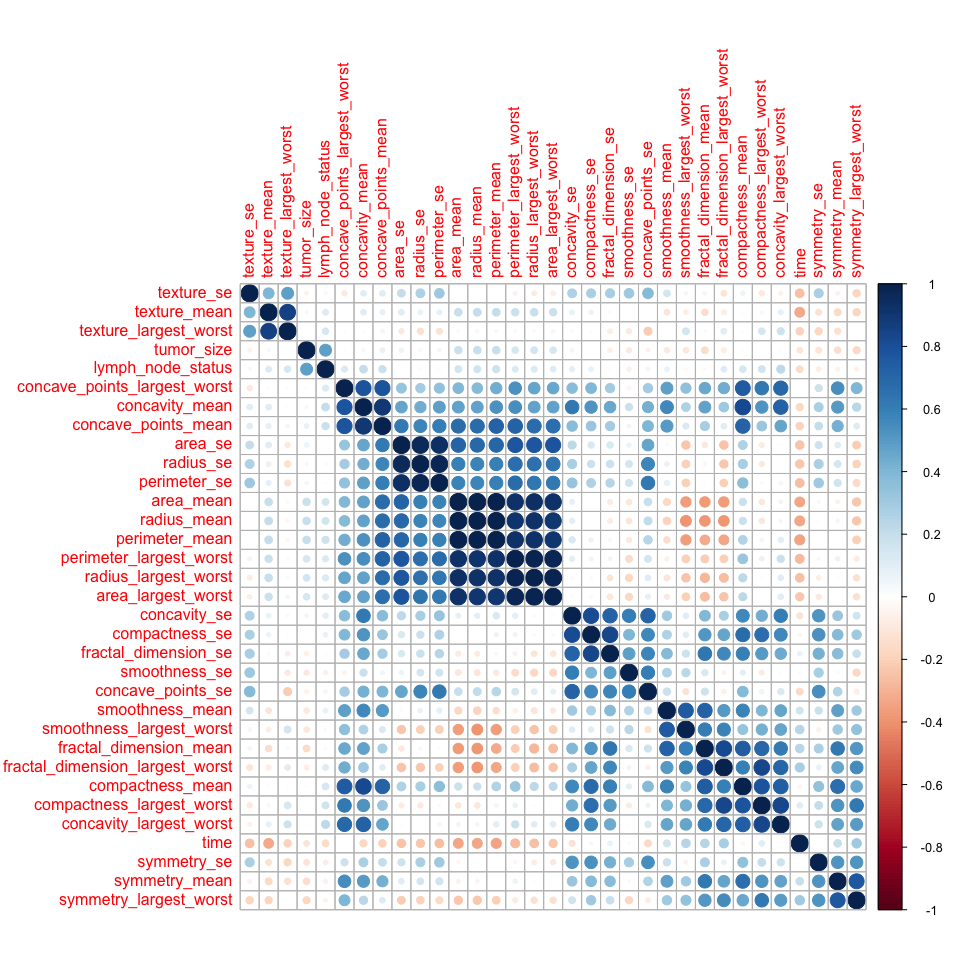 texture_se
texture_mean
texture_largest_worst
tumor_size
lymph_node_status
concave_points_largest_worst
concavity_mean
concave_points_mean
area_se
radius_se
perimeter_se
area_mean
radius_mean
perimeter_mean
perimeter_largest_worst
radius_largest_worst
area_largest_worst
concavity_se
compactness_se
fractal_dimension_se
smoothness_se
concave_points_se
smoothness_mean
smoothness_largest_worst
fractal_dimension_mean
fractal_dimension_largest_worst
compactness_mean
compactness_largest_worst
concavity_largest_worst
time
symmetry_se
symmetry_mean
symmetry_largest_worst
texture_se
texture_mean
texture_largest_worst
tumor_size
lymph_node_status
concave_points_largest_worst
concavity_mean
concave_points_mean
area_se
radius_se
perimeter_se
area_mean
radius_mean
perimeter_mean
perimeter_largest_worst
radius_largest_worst
area_largest_worst
concavity_se
compactness_se
fractal_dimension_se
smoothness_se
concave_points_se
smoothness_mean
smoothness_largest_worst
fractal_dimension_mean
fractal_dimension_largest_worst
compactness_mean
compactness_largest_worst
concavity_largest_worst
time
symmetry_se
symmetry_mean
symmetry_largest_worst
1
0.8
0.6
0.4
0.2
0
-0.2
-0.4
-0.6
-0.8
-1